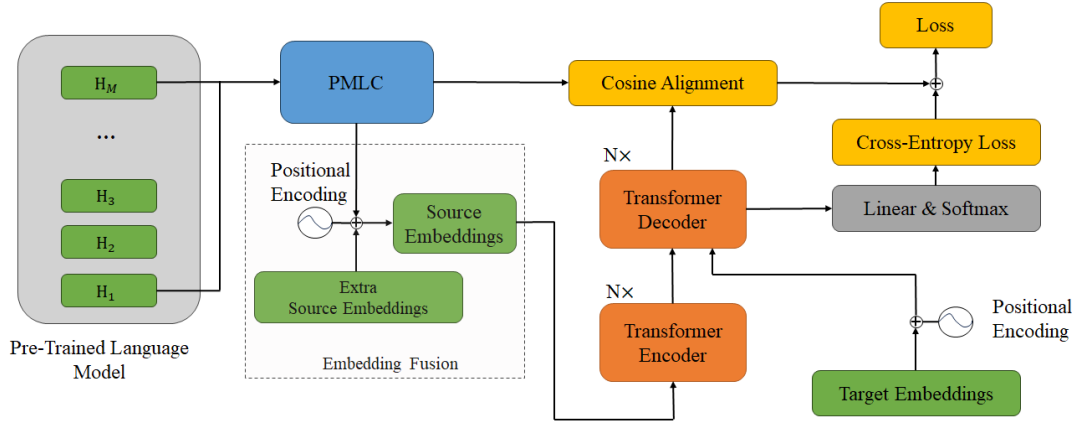 H_M
...
H_3
H_2
H_1
Pre-Trained Language
Model
PMLC
Positional
Encoding
Source
Embeddings
Extra
Source Embeddings
Embedding Fusion
Cosine Alignment
N×
Transformer
Decoder
N×
Transformer
Encoder
Loss
Cross-Entropy Loss
Linear & Softmax
Positional
Encoding
Target Embeddings